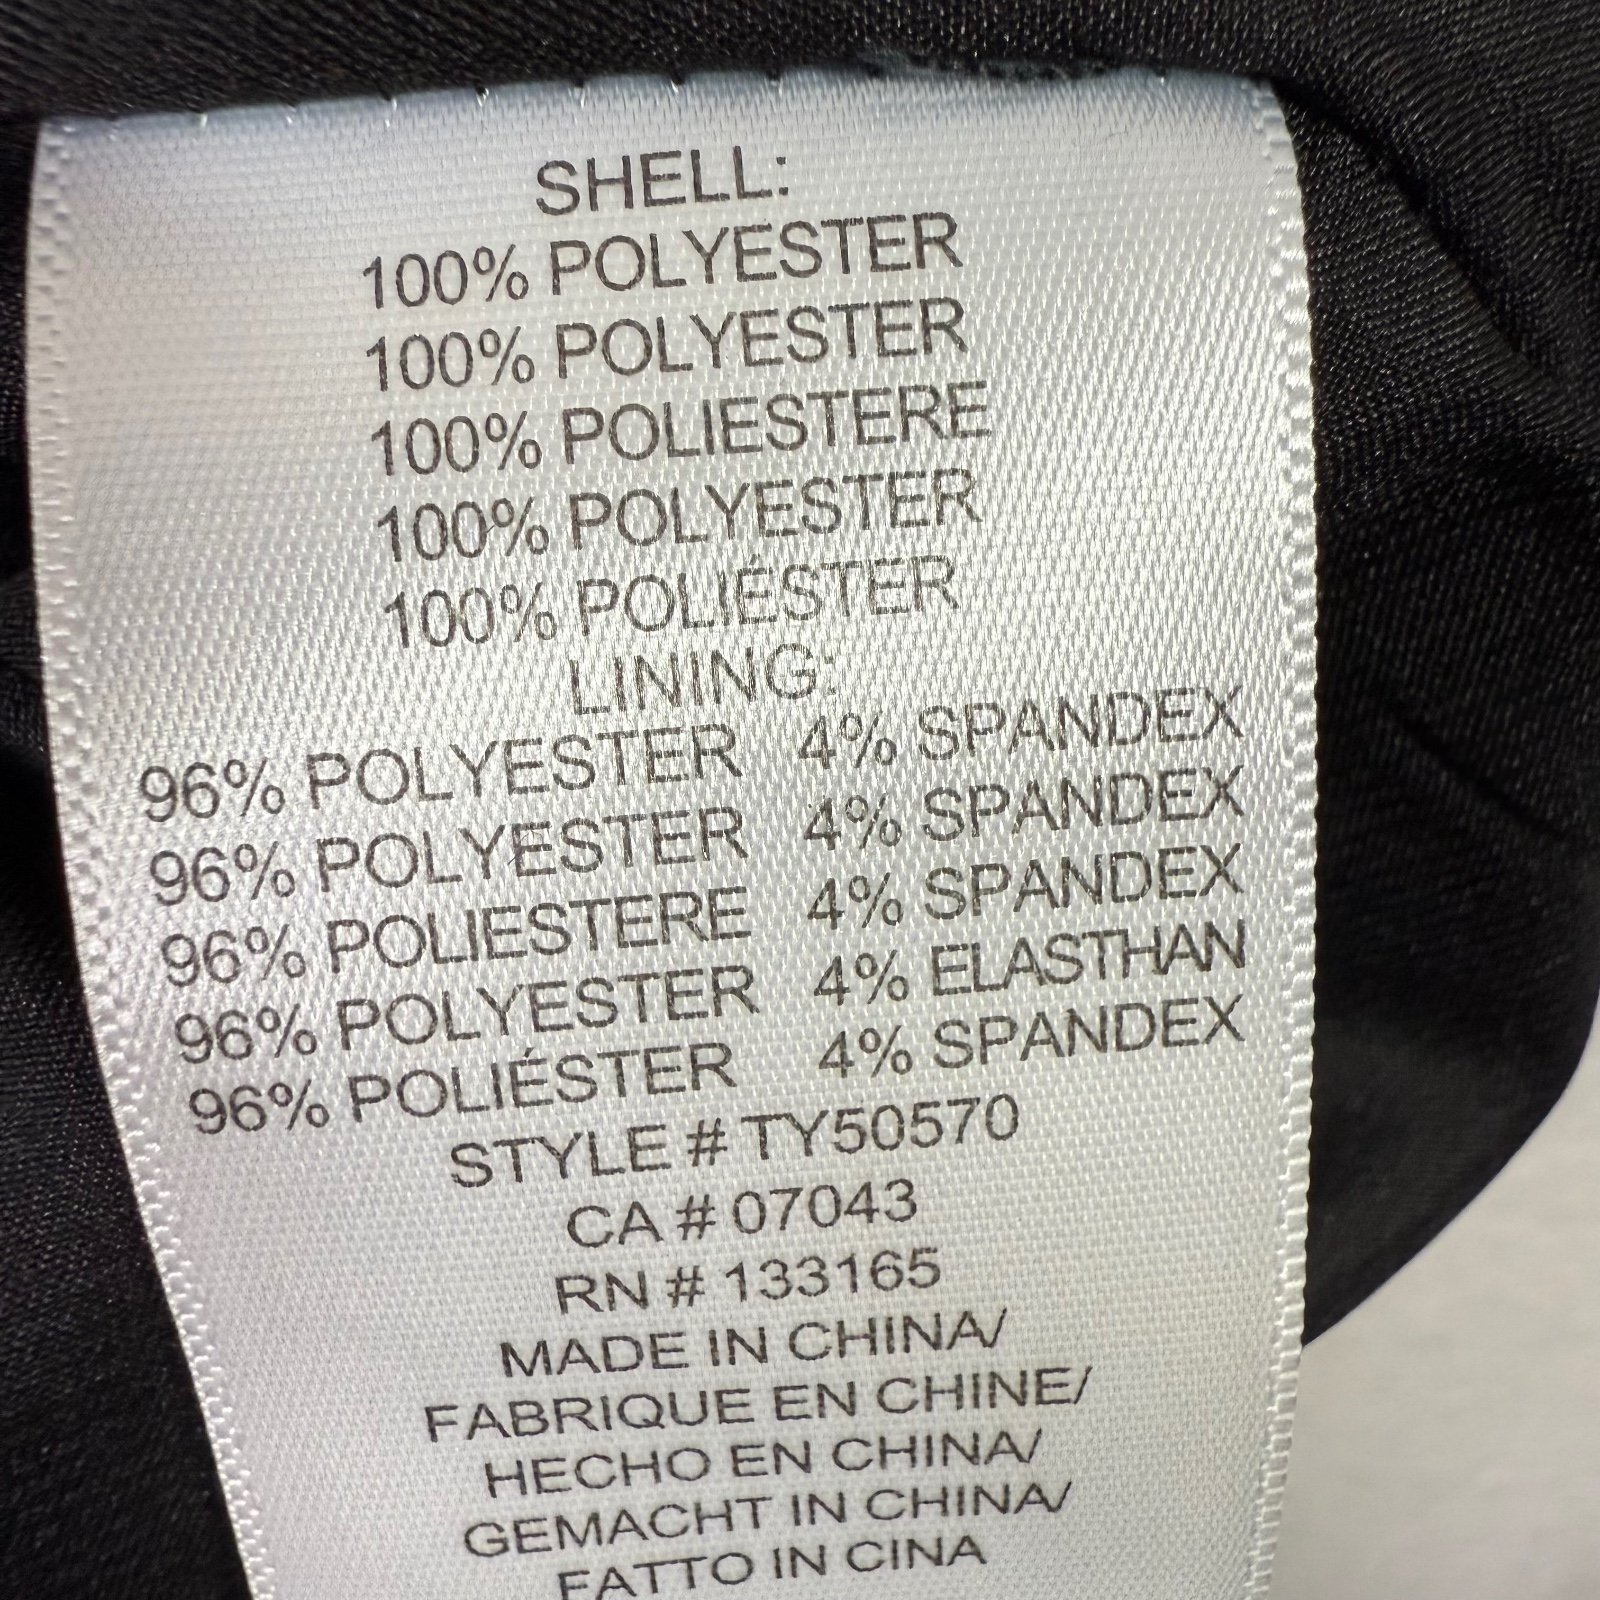 SHELL:
100% POLYESTER
100% POLYESTER
100% POLIESTERE
100% POLYESTER
100% POLIÉSTER
LINING:
96% POLYESTER 4% SPANDEX
96% POLYESTER 4% SPANDEX
96% POLIESTERE 4% SPANDEX
96% POLYESTER 4% ELASTHAN
96% POLIÉSTER 4% SPANDEX
STYLE # TY50570
CA # 07043
RN # 133165
MADE IN CHINA/
FABRIQUE EN CHINE/
HECHO EN CHINA/
GEMACHT IN CHINA/
FATTO IN CINA